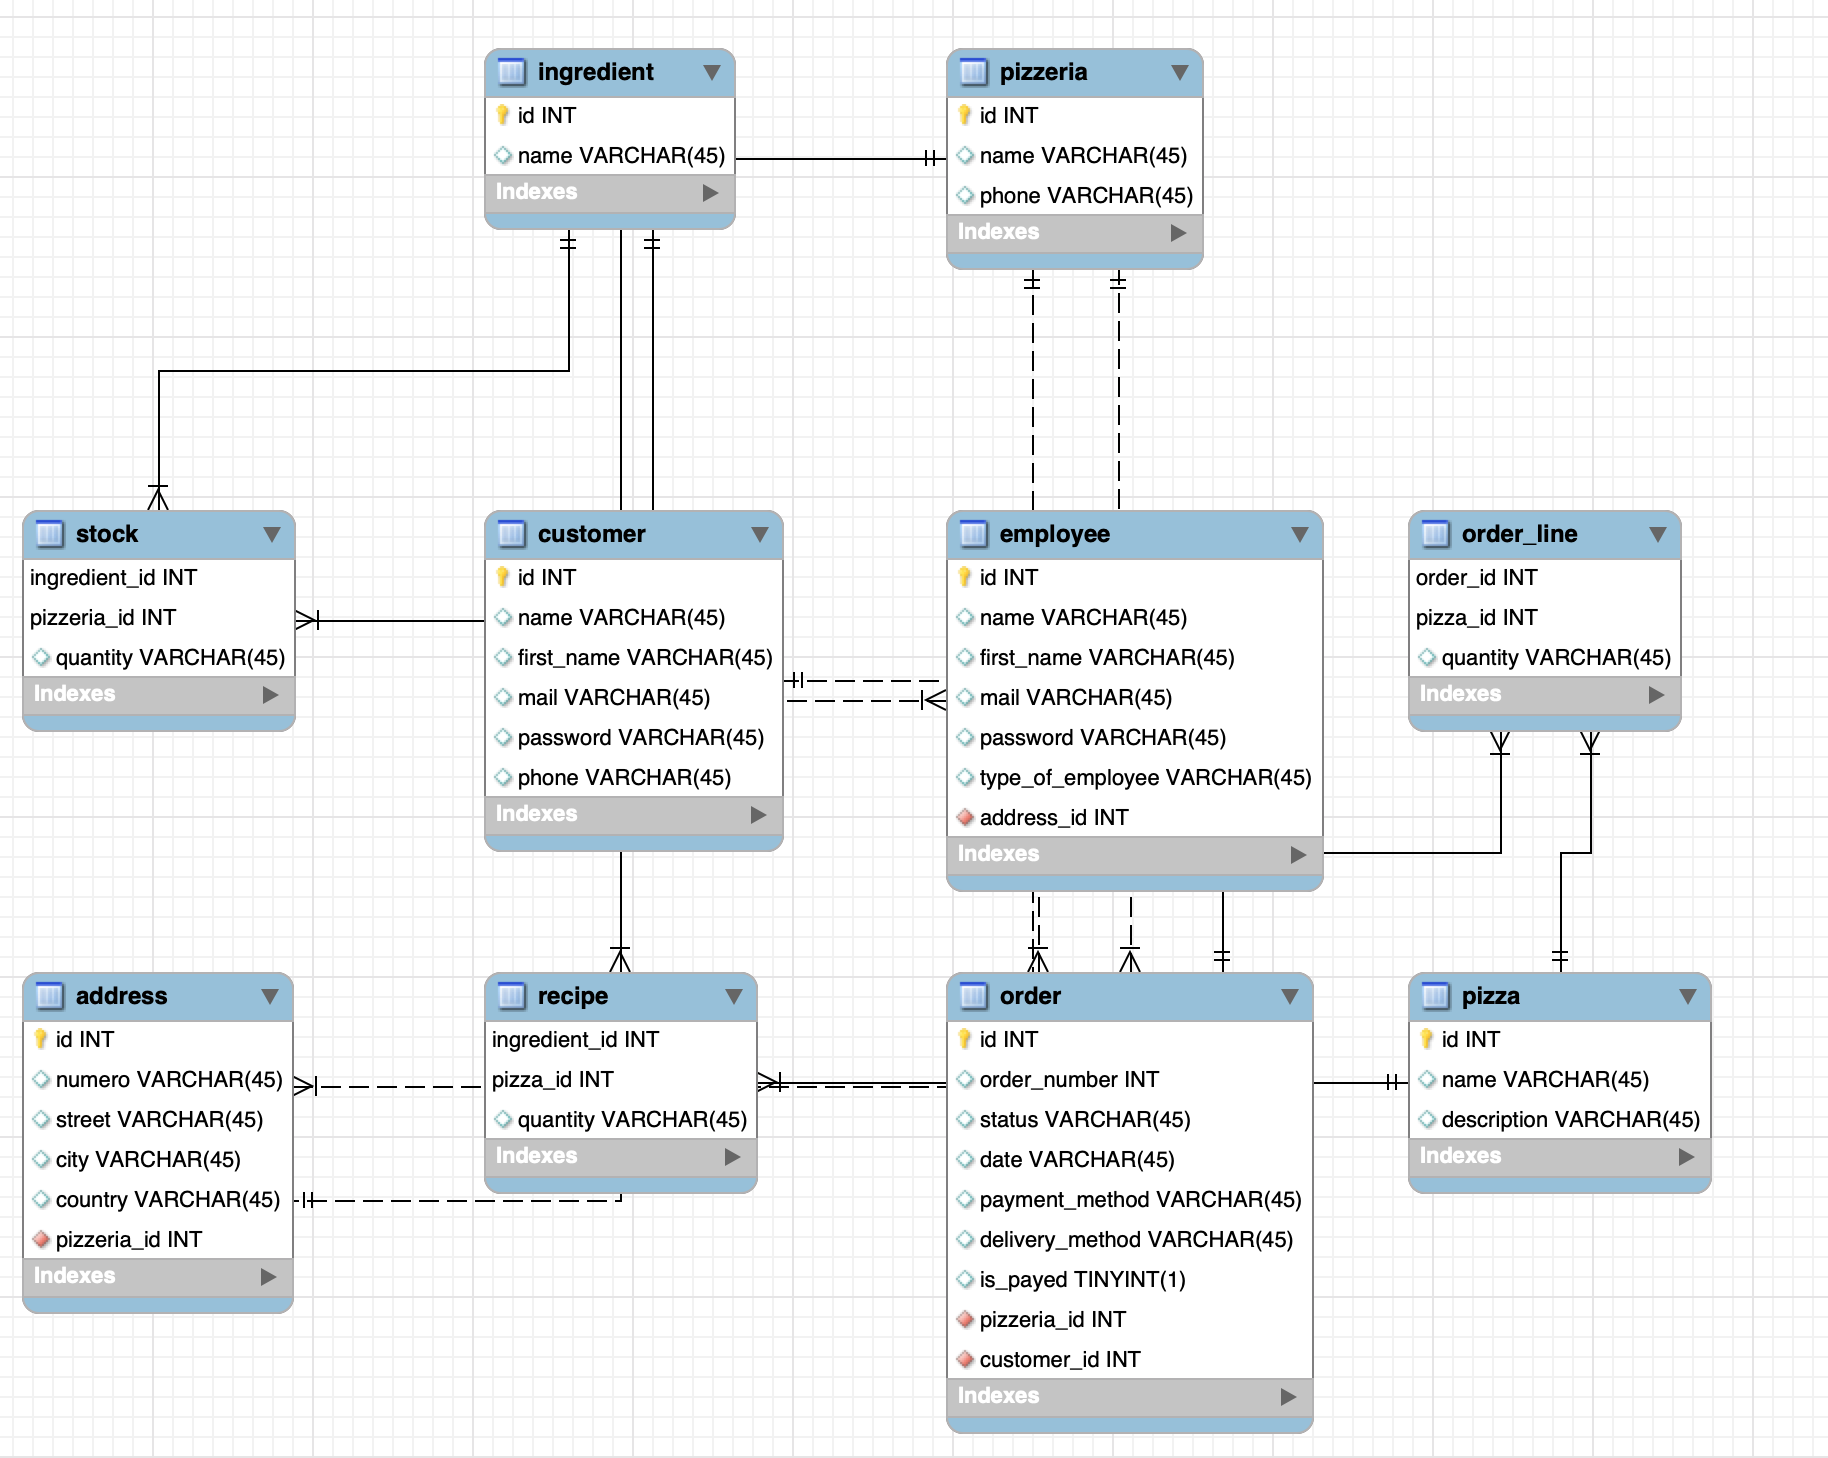 ingredient
id INT
name VARCHAR(45)
Indexes
pizzeria
id INT
name VARCHAR(45)
phone VARCHAR(45)
Indexes
stock
ingredient_id INT
pizzeria_id INT
quantity VARCHAR(45)
Indexes
customer
id INT
name VARCHAR(45)
first_name VARCHAR(45)
mail VARCHAR(45)
password VARCHAR(45)
phone VARCHAR(45)
Indexes
employee
id INT
name VARCHAR(45)
first_name VARCHAR(45)
mail VARCHAR(45)
password VARCHAR(45)
type_of_employee VARCHAR(45)
address_id INT
Indexes
order_line
order_id INT
pizza_id INT
quantity VARCHAR(45)
Indexes
address
id INT
numero VARCHAR(45)
street VARCHAR(45)
city VARCHAR(45)
country VARCHAR(45)
pizzeria_id INT
Indexes
recipe
ingredient_id INT
pizza_id INT
quantity VARCHAR(45)
Indexes
order
id INT
order_number INT
status VARCHAR(45)
date VARCHAR(45)
payment_method VARCHAR(45)
delivery_method VARCHAR(45)
is_payed TINYINT(1)
pizzeria_id INT
customer_id INT
Indexes
pizza
id INT
name VARCHAR(45)
description VARCHAR(45)
Indexes